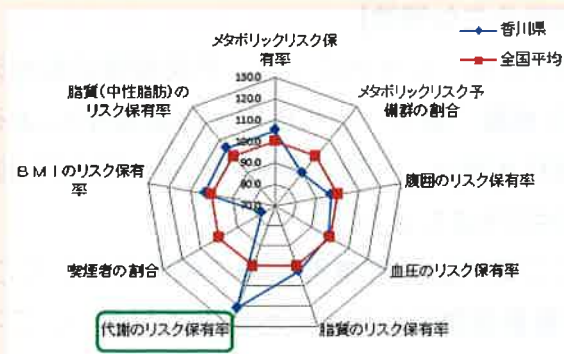 香川県
全国平均
メタボリックリスク保
有率
メタボリックリスク予
備群の割合
腹囲のリスク保有率
血圧のリスク保有率
脂質のリスク保有率
代謝のリスク保有率
喫煙者の割合
BMIのリスク保有
率
脂質(中性脂肪)の
リスク保有率
130.0
120.0
110.0
100.0
90.0
80.0
70.0